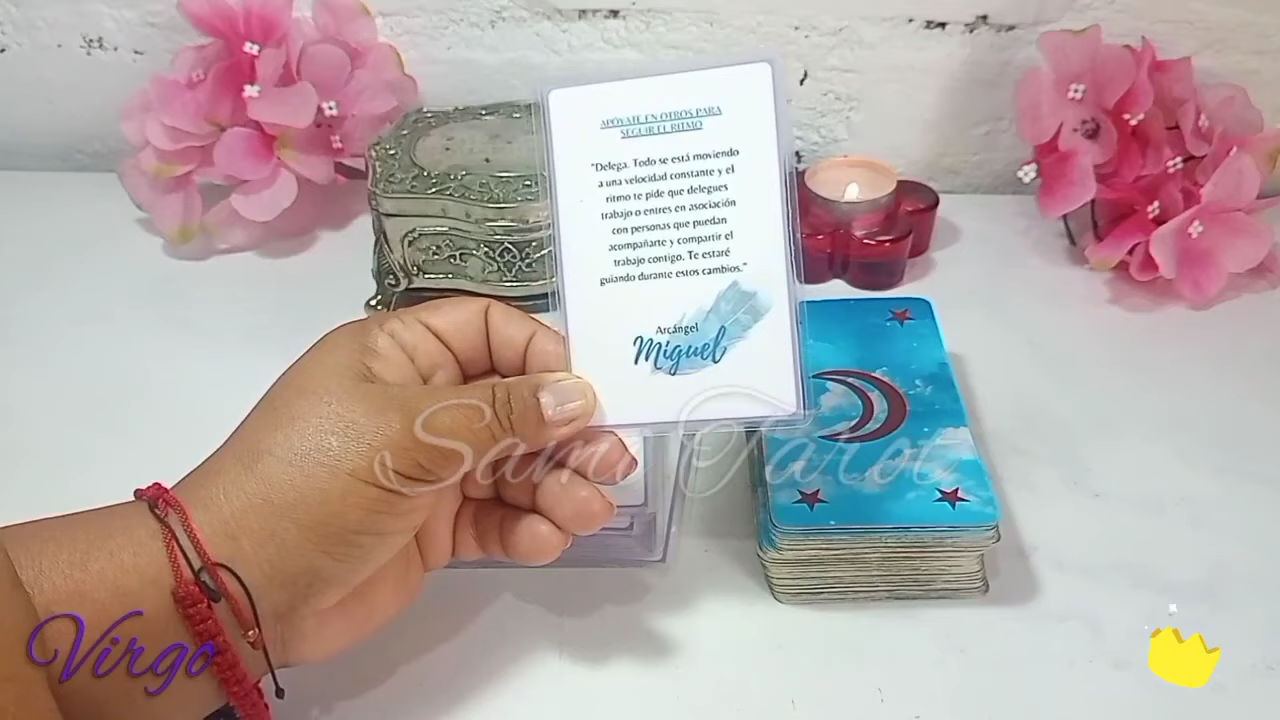 APÓYATE EN OTROS PARA
SEGUIR EL RITMO
"Delega. Todo se está moviendo
a una velocidad constante y el
ritmo te pide que delegues
trabajo o entres en asociación
con personas que puedan
acompañarte y compartir el
trabajo contigo. Te estaré
guiando durante estos cambios."
Arcángel
Miguel
Sami Tarot
Virgo